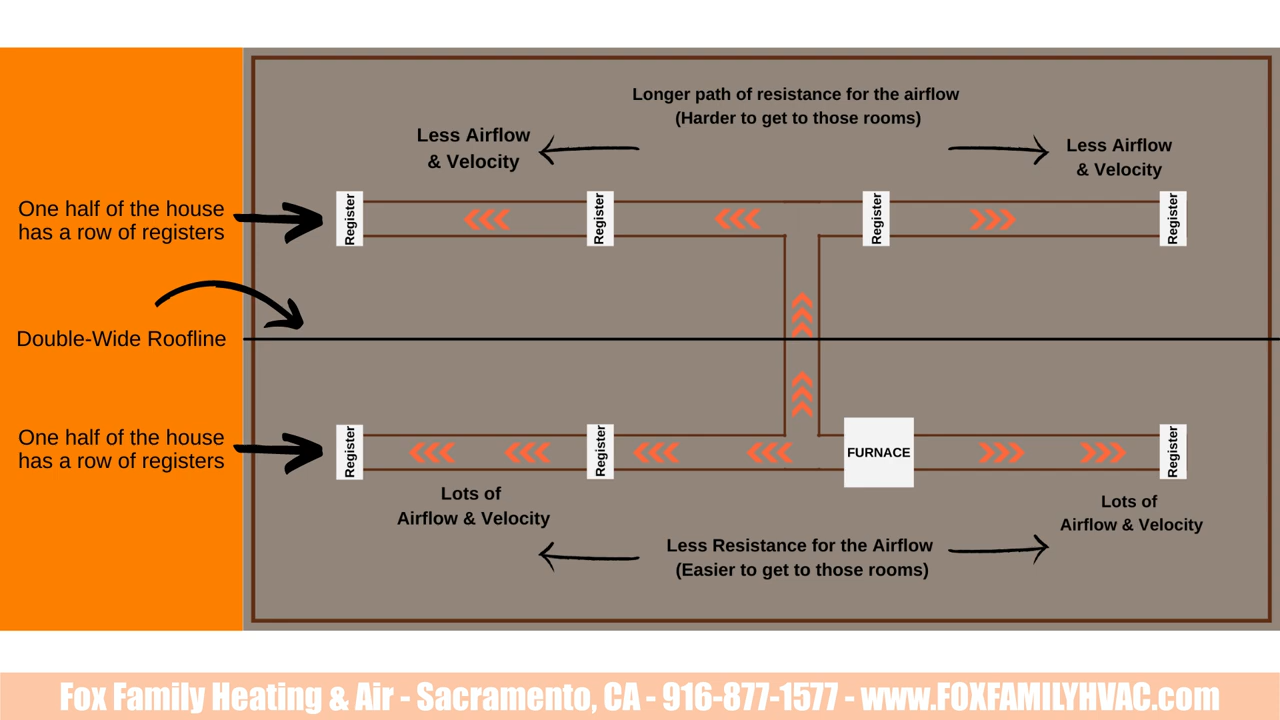 Longer path of resistance for the airflow
(Harder to get to those rooms)
Less Airflow
& Velocity
Less Airflow
& Velocity
One half of the house
has a row of registers
Register
Register
Register
Register
Double-Wide Roofline
One half of the house
has a row of registers
Register
Register
FURNACE
Register
Lots of
Airflow & Velocity
Lots of
Airflow & Velocity
Less Resistance for the Airflow
(Easier to get to those rooms)
Fox Family Heating & Air - Sacramento, CA - 916-877-1577 - www.FOXFAMILYHVAC.com